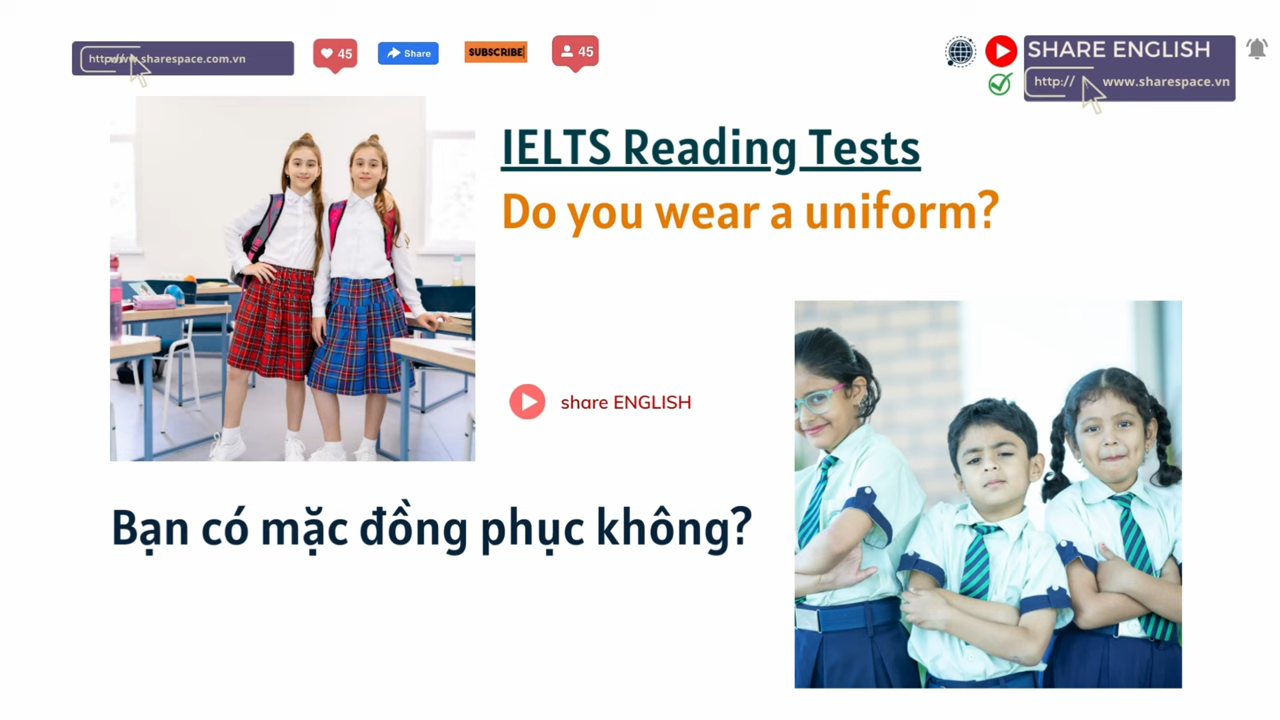 http://www.sharespace.com.vn
45
Share
SUBSCRIBE
45
SHARE ENGLISH
http:// www.sharespace.vn
IELTS Reading Tests
Do you wear a uniform?
share ENGLISH
Bạn có mặc đồng phục không?